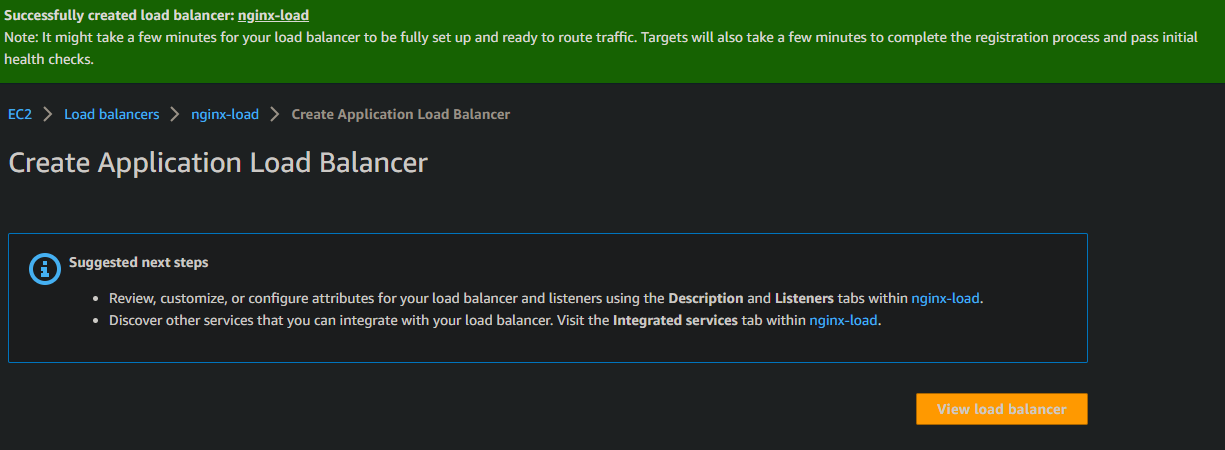 Successfully created load balancer: nginx-load
Note: It might take a few minutes for your load balancer to be fully set up and ready to route traffic. Targets will also take a few minutes to complete the registration process and pass initial
health checks.
EC2 > Load balancers > nginx-load > Create Application Load Balancer
Create Application Load Balancer
Suggested next steps
• Review, customize, or configure attributes for your load balancer and listeners using the Description and Listeners tabs within nginx-load.
• Discover other services that you can integrate with your load balancer. Visit the Integrated services tab within nginx-load.
View load balancer